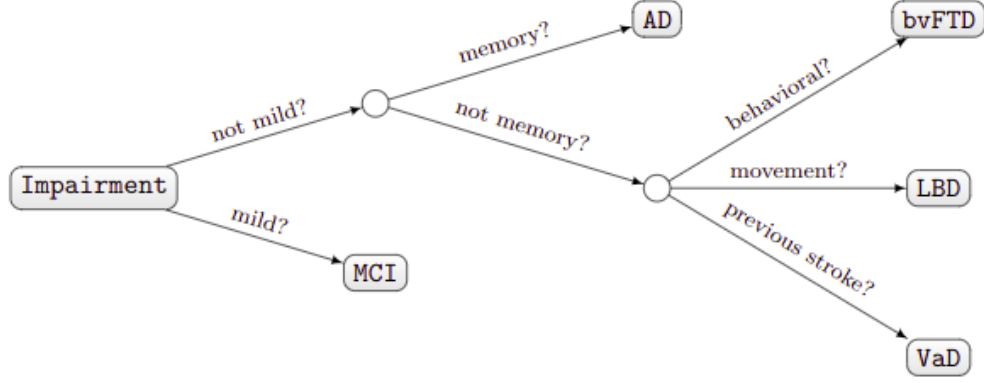 AD
bvFTD
memory?
behavioral?
not mild?
not memory?
Impairment
movement?
LBD
mild?
previous stroke?
MCI
VaD